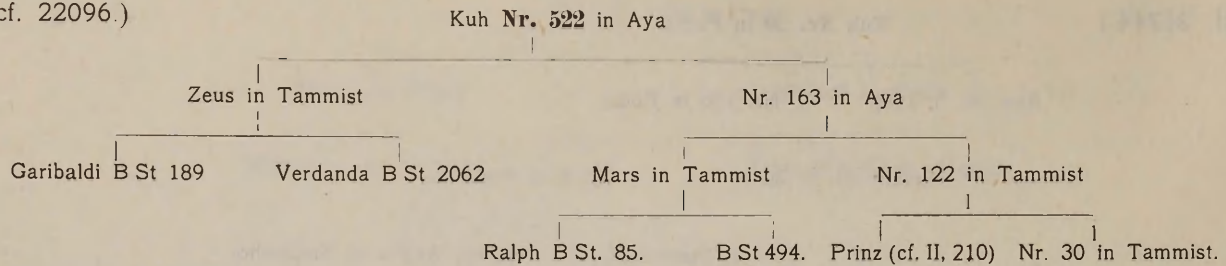 cf. 22096.)
Kuh Nr. 522 in Aya
Zeus in Tammist Nr. 163 in Aya
Garibaldi B St 189 Verdanda B St 2062 Mars in Tammist Nr. 122 in Tammist
Ralph B St. 85. B St 494. Prinz (cf. II, 210) Nr. 30 in Tammist.